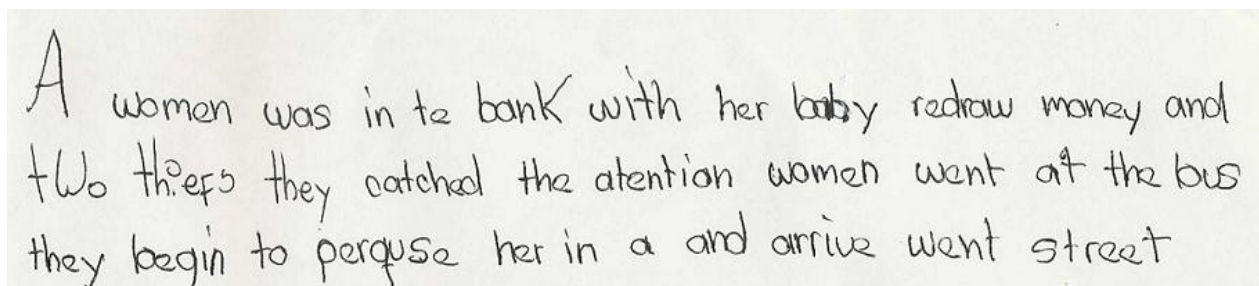 A women was in te bank with her baby redraw money and
two thiefs they catched the atention women went at the bus
they begin to perquse her in a and arrive went street